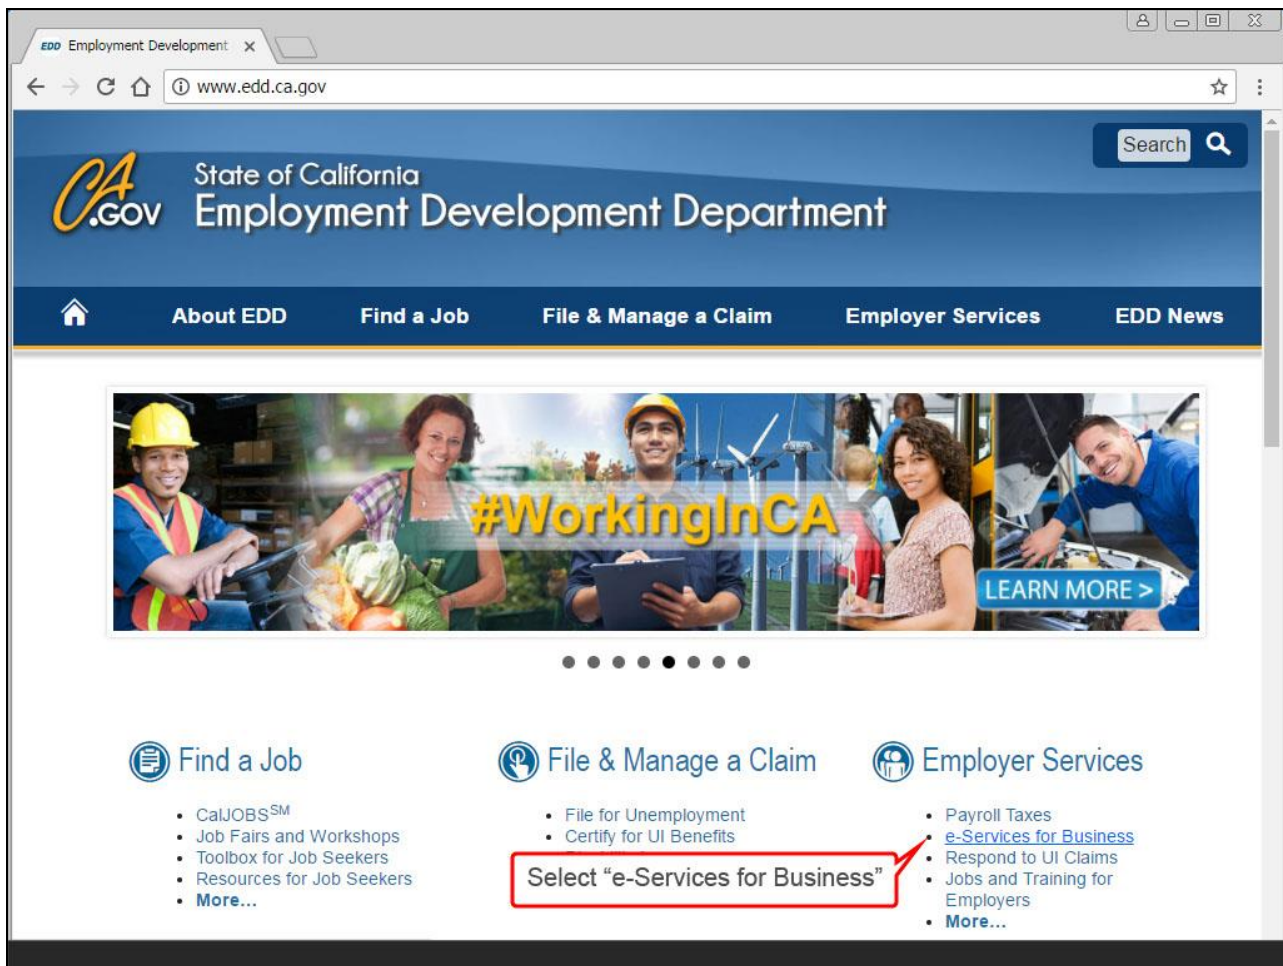 EDD Employment Development
www.edd.ca.gov
Search
CA.GOV
State of California
Employment Development Department
About EDD Find a Job File & Manage a Claim Employer Services EDD News
#WorkingInCA
LEARN MORE >
Find a Job
CalJOBSSM
Job Fairs and Workshops
Toolbox for Job Seekers
Resources for Job Seekers
More...
File & Manage a Claim
File for Unemployment
Certify for UI Benefits
Select “e-Services for Business”
Employer Services
Payroll Taxes
e-Services for Business
Respond to UI Claims
Jobs and Training for
Employers
More...